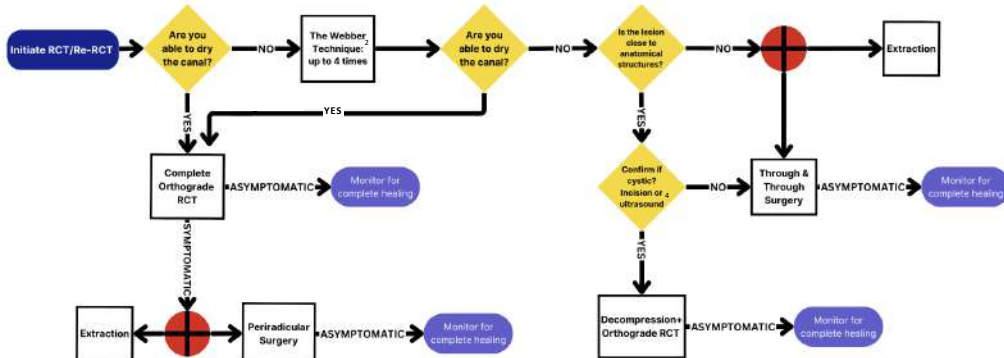 Initiate RCT/Re-RCT
Are you
able to dry
the canal?
NO
The Webber
Technique:²
up to 4 times
Are you
able to dry
the canal?
NO
Is the lesion
close to
anatomical
structures?
NO
Extraction
YES
YES
YES
Complete
Orthograde
RCT
ASYMPTOMATIC
Monitor for
complete healing
Confirm if
cystic?
Incision or
ultrasound⁴
NO
Through &
Through
Surgery
ASYMPTOMATIC
Monitor for
complete healing
SYMPTOMATIC
YES
Extraction
Periradicular
Surgery
ASYMPTOMATIC
Monitor for
complete healing
Decompression+
Orthograde RCT
ASYMPTOMATIC
Monitor for
complete healing